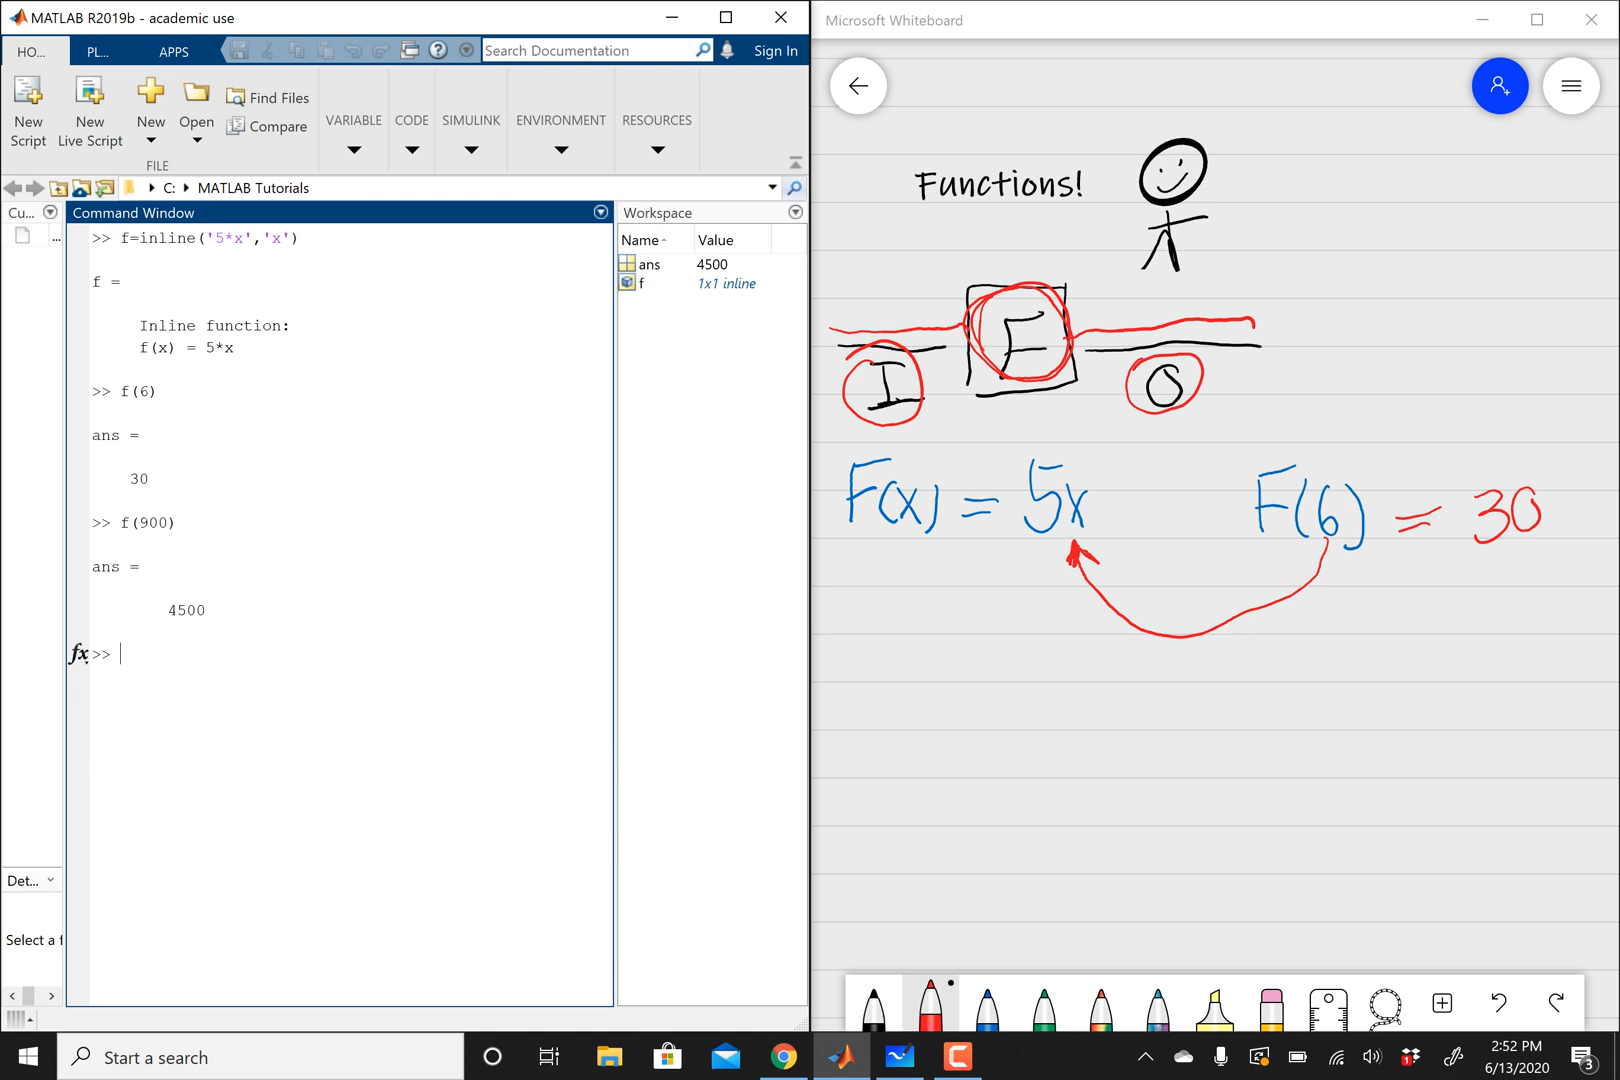 MATLAB R2019b - academic use
HO... PL... APPS Search Documentation Sign In
New Script
New Live Script
New
Open
Find Files
Compare
FILE
VARIABLE CODE SIMULINK ENVIRONMENT RESOURCES
C: MATLAB Tutorials
Cu...
...
Command Window
>> f=inline('5*x','x')
f =
Inline function:
f(x) = 5*x
>> f(6)
ans =
30
>> f(900)
ans =
4500
fx >>
Workspace
Name Value
ans 4500
f 1x1 inline
Det...
Select a f
Microsoft Whiteboard
Functions!
I F O
F(x) = 5x F(6) = 30
Start a search
1
2:52 PM
6/13/2020
3